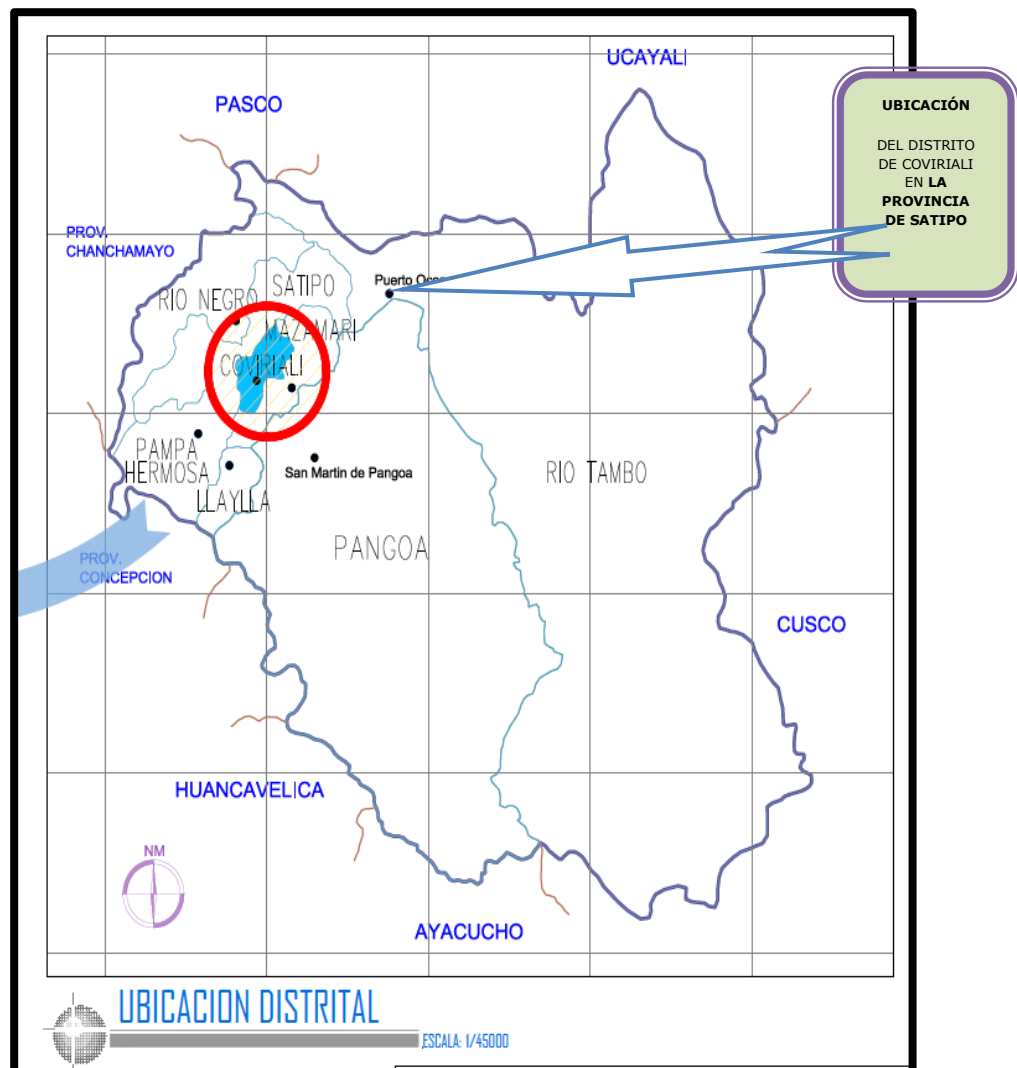 UCAYALI
PASCO
UBICACIÓN
DEL DISTRITO
DE COVIRIALI
EN LA
PROVINCIA
DE SATIPO
PROV.
CHANCHAMAYO
SATIPO
Puerto
RIO NEGRO
MAZAMARI
COVIRIALI
PAMPA
HERMOSA
San Martin de Pangoa
RIO TAMBO
LLAYLLA
PANGOA
PROV.
CONCEPCION
CUSCO
HUANCAVELICA
NM
AYACUCHO
UBICACION DISTRITAL
ESCALA: 1/45000